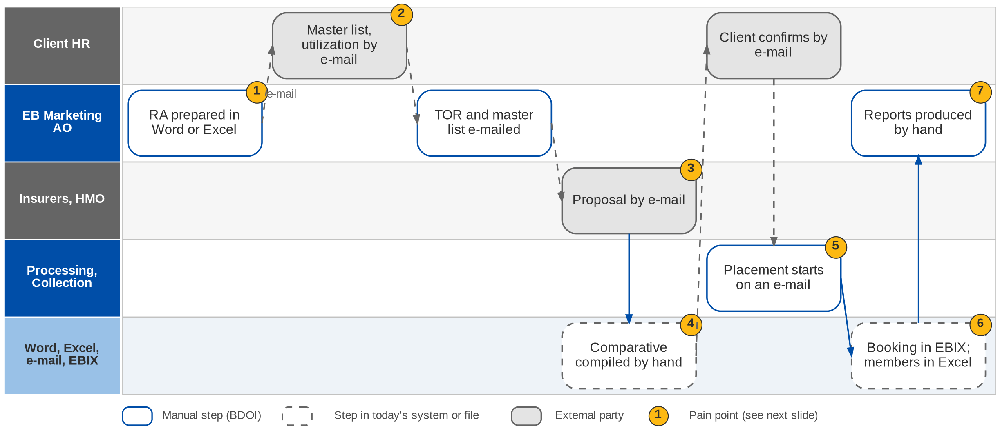 Client HR
Master list,
utilization by
e-mail
2
Client confirms by
e-mail
EB Marketing
AO
RA prepared in
Word or Excel
1
e-mail
TOR and master
list e-mailed
Reports produced
by hand
7
Insurers, HMO
Proposal by e-mail
3
Processing,
Collection
Placement starts
on an e-mail
5
Word, Excel,
e-mail, EBIX
Comparative
compiled by hand
4
Booking in EBIX;
members in Excel
6
Manual step (BDOI)
Step in today's system or file
External party
1
Pain point (see next slide)